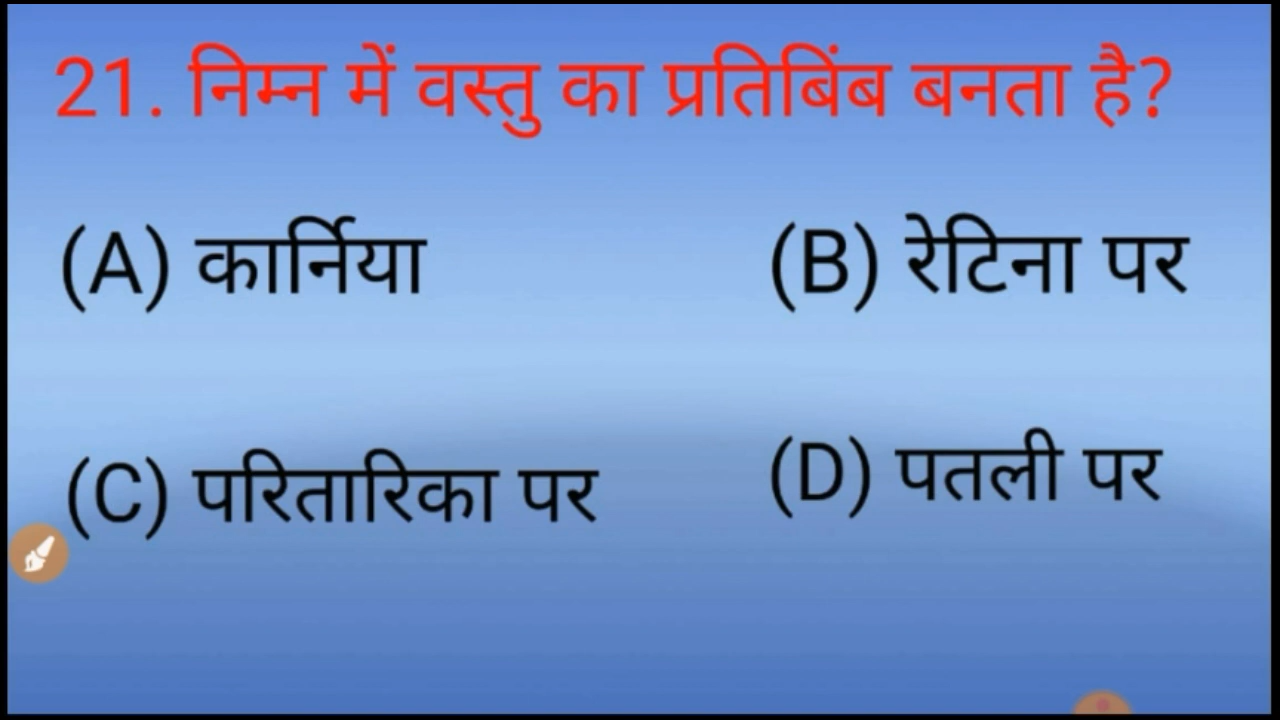 21. निम्न में वस्तु का प्रतिबिंब बनता है?
(A) कार्निया
(B) रेटिना पर
(C) परितारिका पर
(D) पतली पर